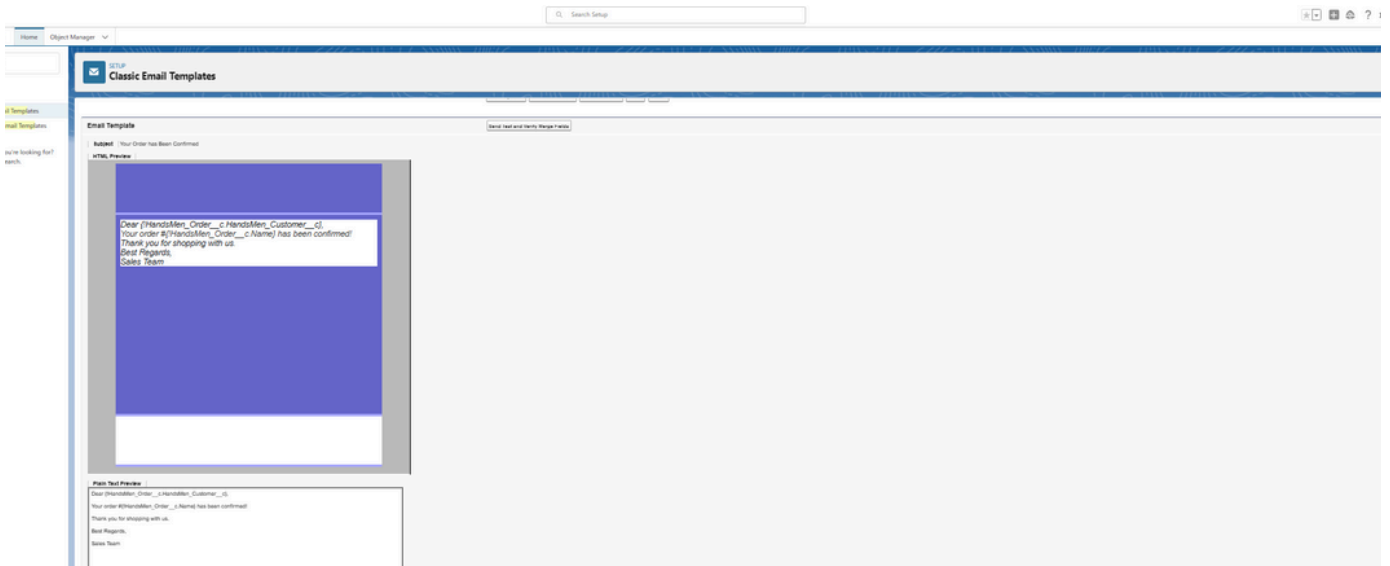 Search Setup
Home Object Manager
SETUP
Classic Email Templates
il Templates
mail Templates
ou're looking for?
earch.
Email Template
Send Test and Verify Merge Fields
Subject Your Order has Been Confirmed
HTML Preview
Dear {!HandsMen_Order__c.HandsMen_Customer__c},
Your order #{!HandsMen_Order__c.Name} has been confirmed!
Thank you for shopping with us.
Best Regards,
Sales Team
Plain Text Preview
Dear {!HandsMen_Order__c.HandsMen_Customer__c},
Your order #{!HandsMen_Order__c.Name} has been confirmed!
Thank you for shopping with us.
Best Regards,
Sales Team